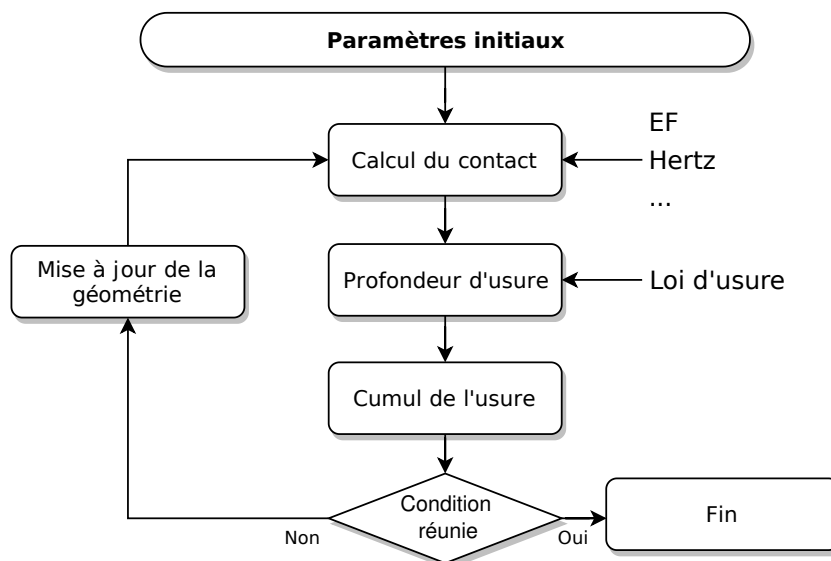 Paramètres initiaux
EF
Calcul du contact
Hertz
...
Mise à jour de la
géométrie
Profondeur d'usure
Loi d'usure
Cumul de l'usure
Condition
réunie
Non
Oui
Fin